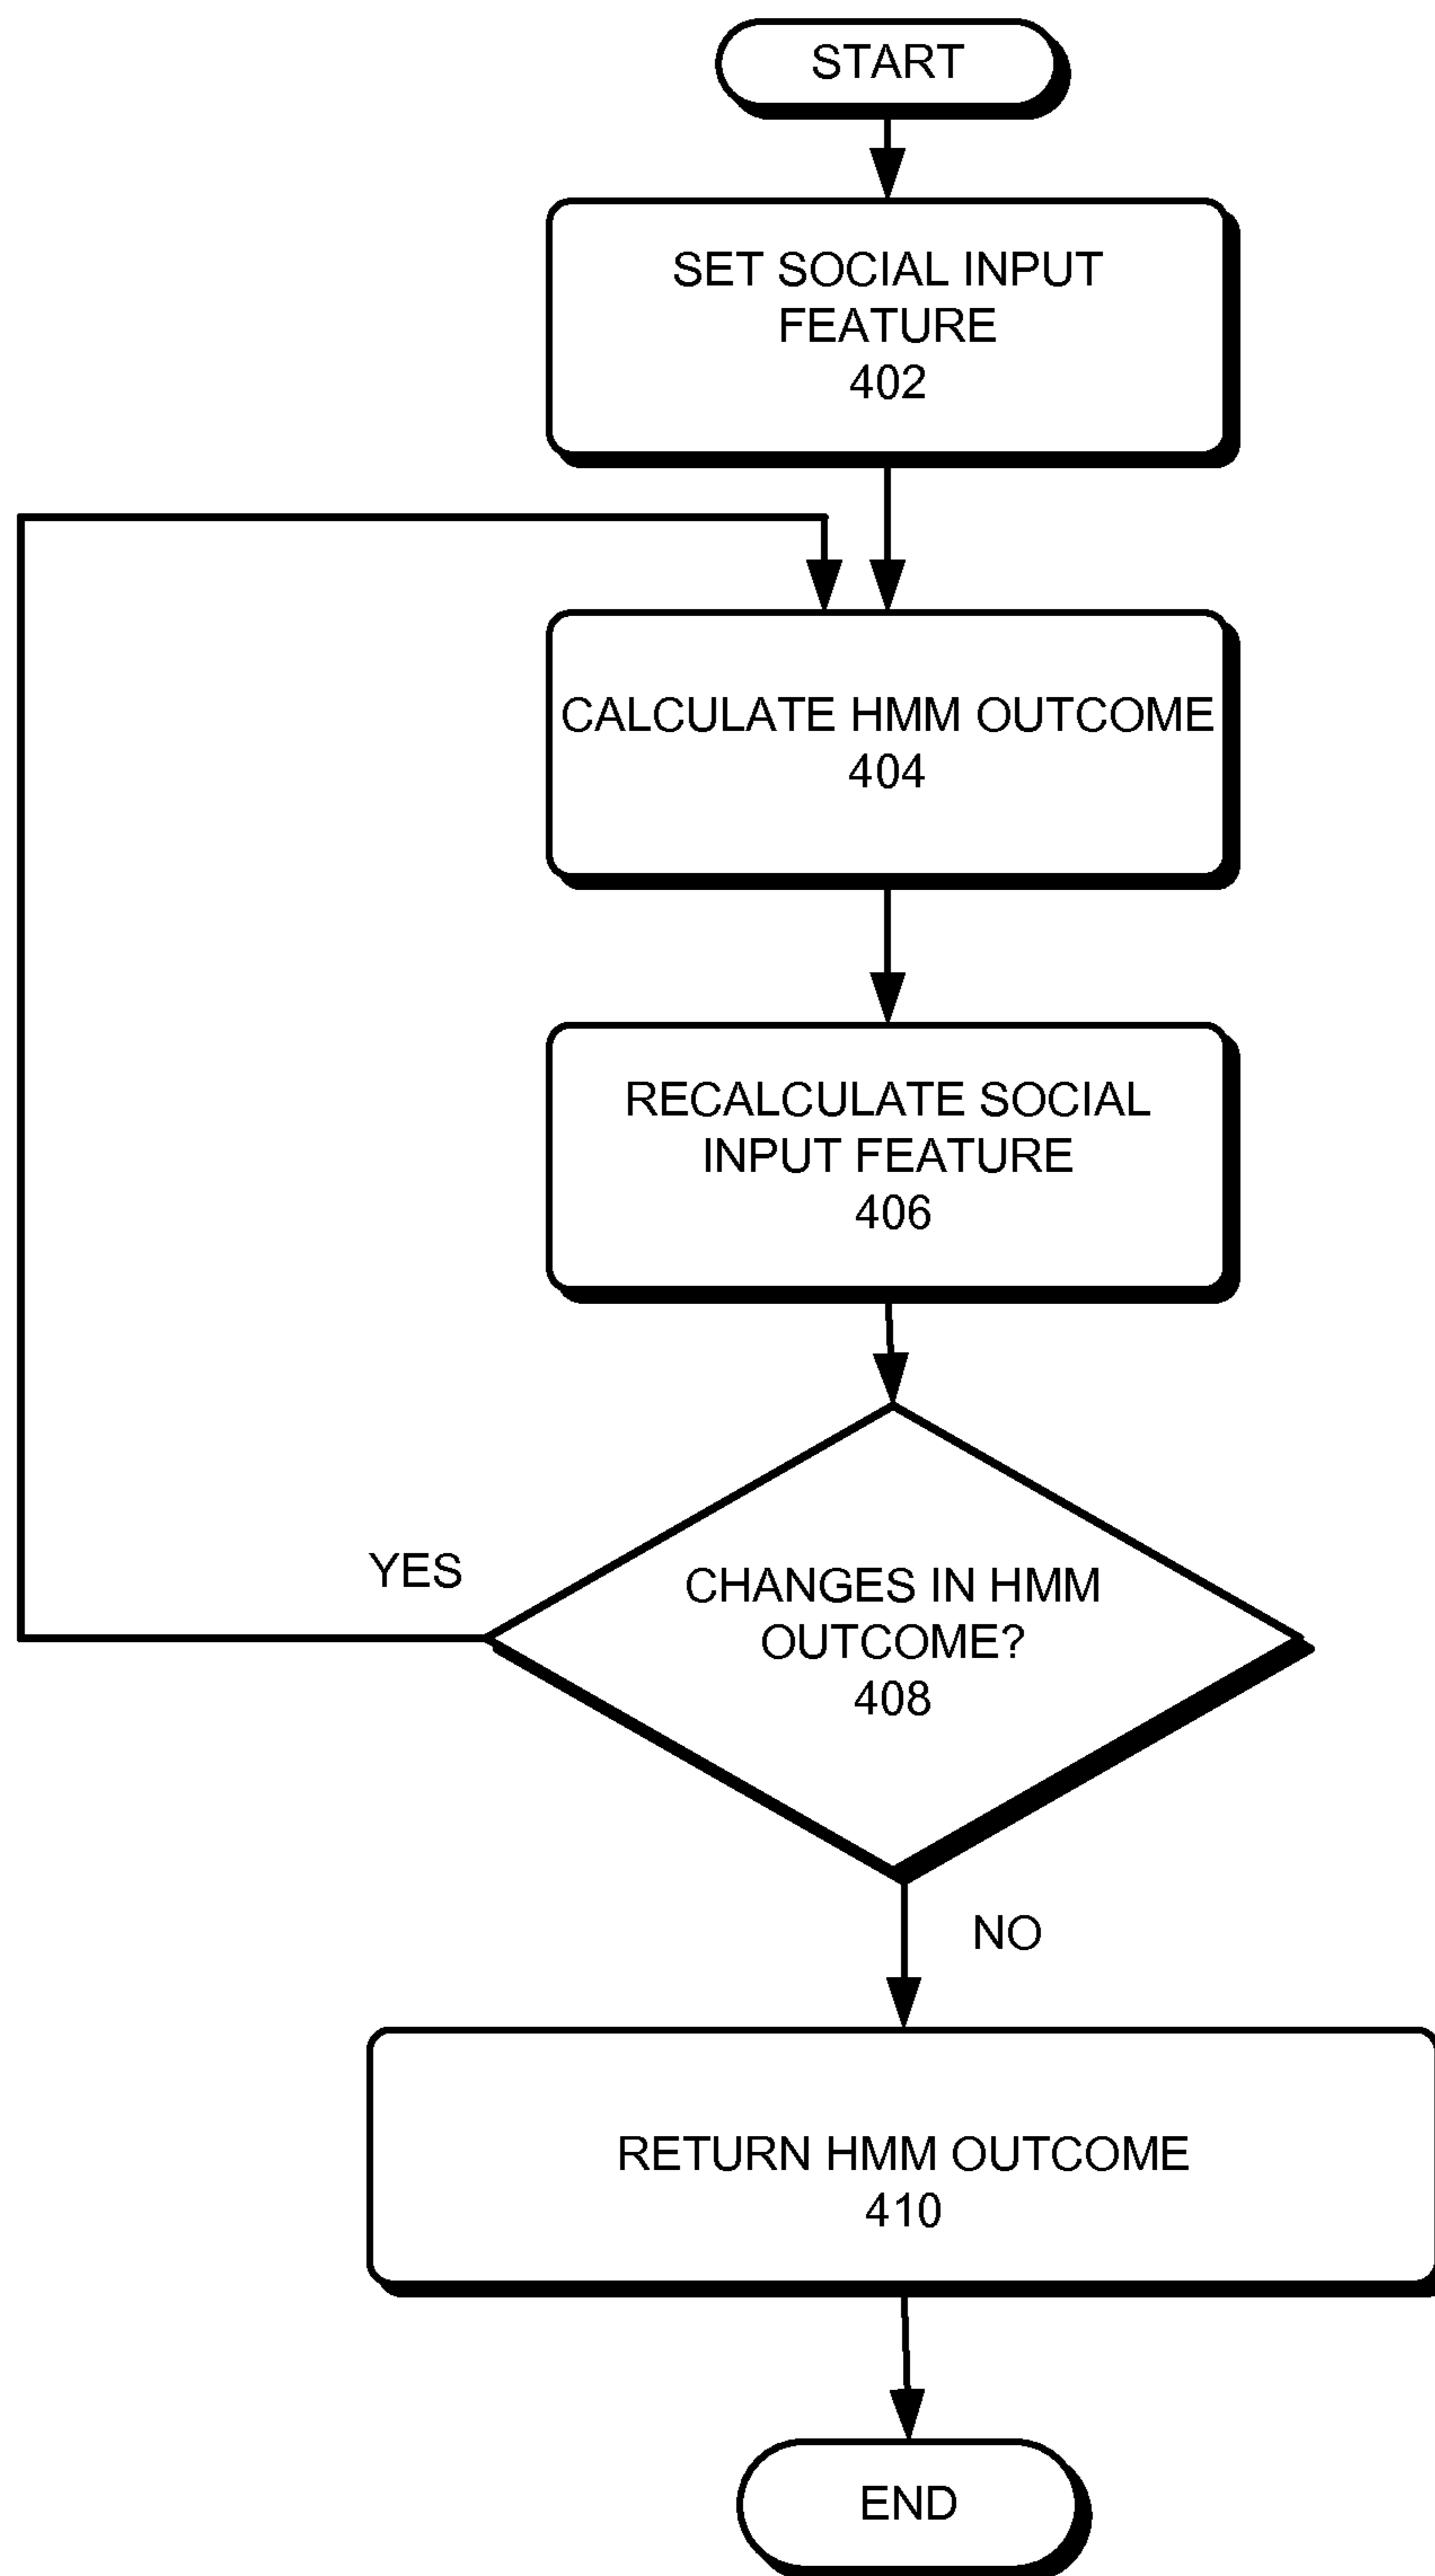 START
SET SOCIAL INPUT
FEATURE
402
CALCULATE HMM OUTCOME
404
RECALCULATE SOCIAL
INPUT FEATURE
406
YES
CHANGES IN HMM
OUTCOME?
408
NO
RETURN HMM OUTCOME
410
END